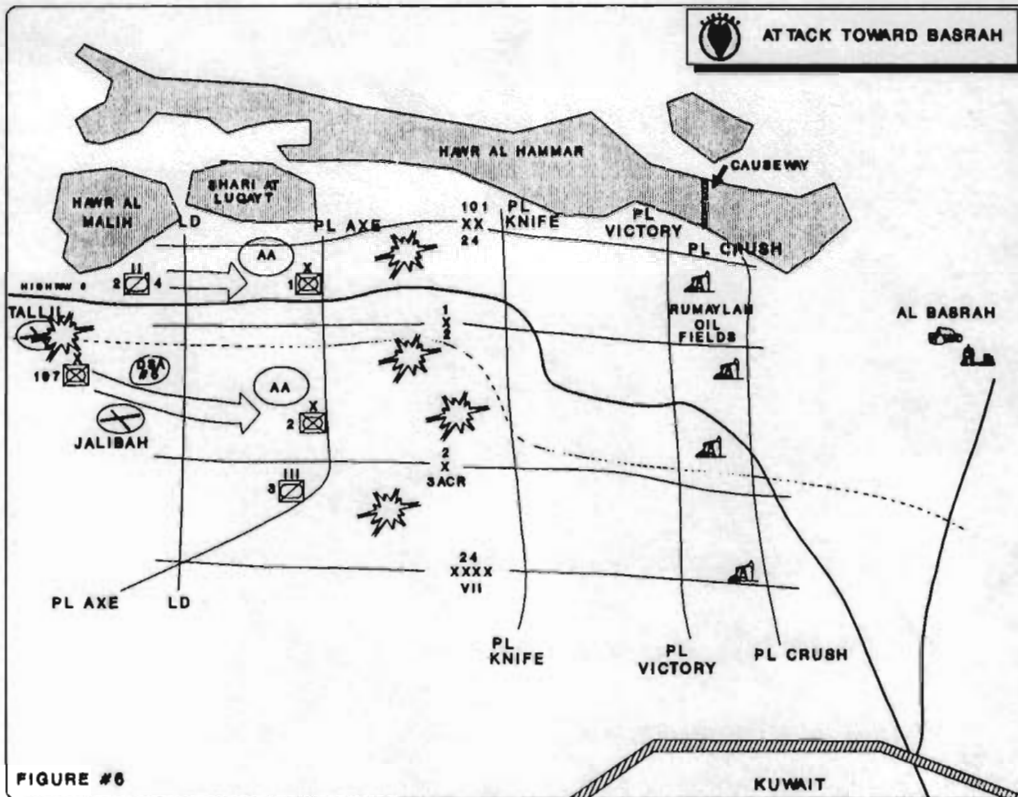 ATTACK TOWARD BASRAH
HAWR AL HAMMAR
CAUSEWAY
HAWR AL
MALIH
SHARI AT
LUQAYT
LD
PL AXE
101
XX
24
PL
KNIFE
PL
VICTORY
PL CRUSH
AA
II
2 4
X
1
HIGHWAY 8
TALLIL
1
X
2
RUMAYLAH
OIL
FIELDS
AL BASRAH
X
197
AA
X
2
JALIBAH
2
X
3ACR
III
3
24
XXXX
VII
PL AXE
LD
PL
KNIFE
PL
VICTORY
PL CRUSH
FIGURE #6
KUWAIT